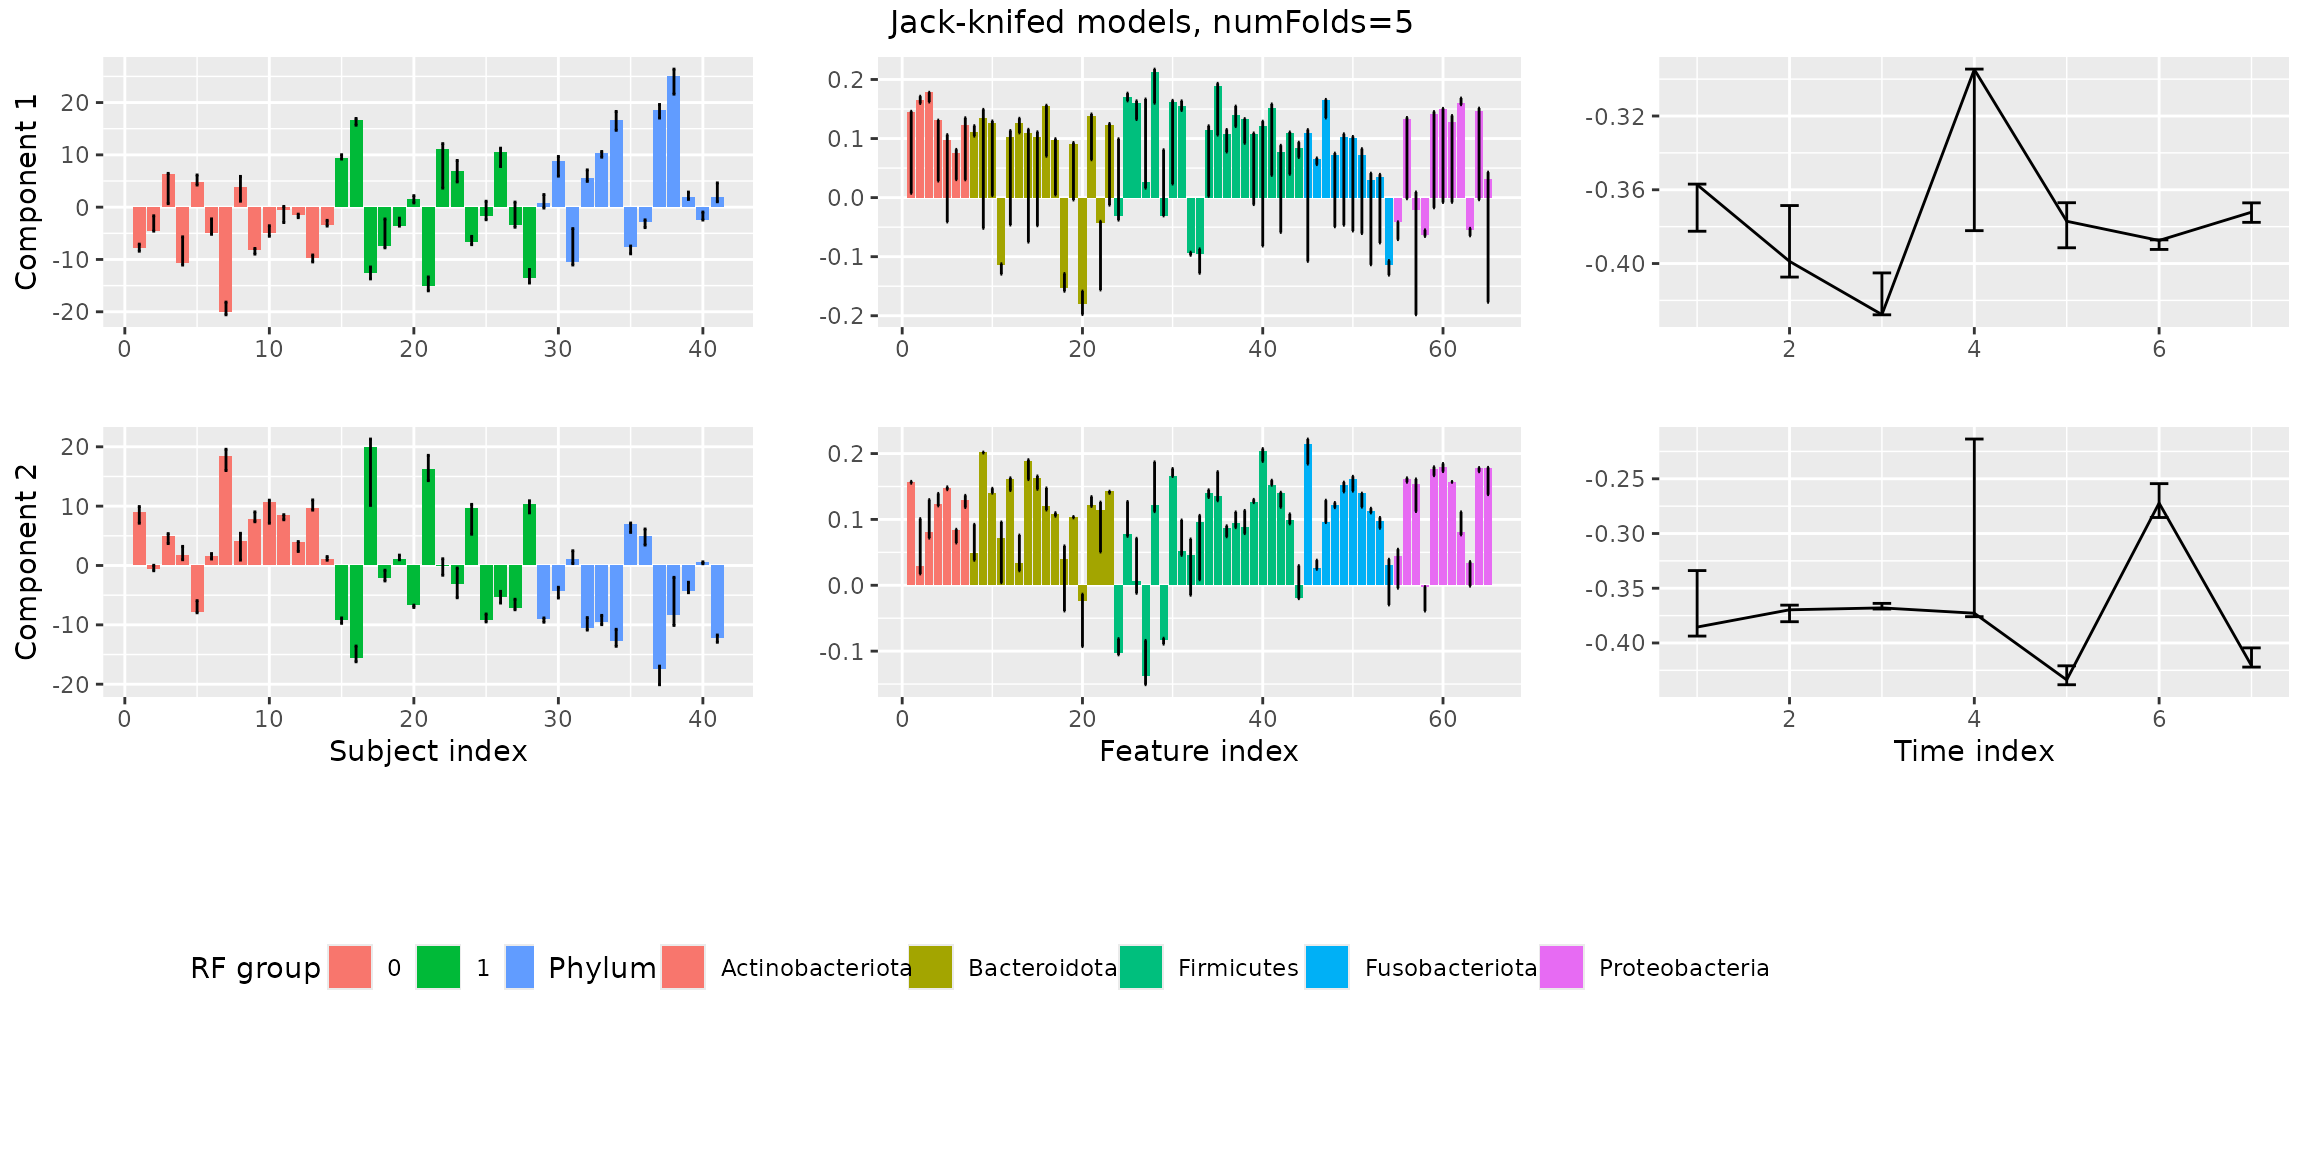 Jack-knifed models, numFolds=5
Component 1
20
10
0
-10
-20
0 10 20 30 40
0.2
0.1
0.0
-0.1
-0.2
0 20 40 60
-0.32
-0.36
-0.40
2 4 6
Component 2
20
10
0
-10
-20
0 10 20 30 40
Subject index
0.2
0.1
0.0
-0.1
0 20 40 60
Feature index
-0.25
-0.30
-0.35
-0.40
2 4 6
Time index
RF group 0 1 Phylum Actinobacteriota Bacteroidota Firmicutes Fusobacteriota Proteobacteria